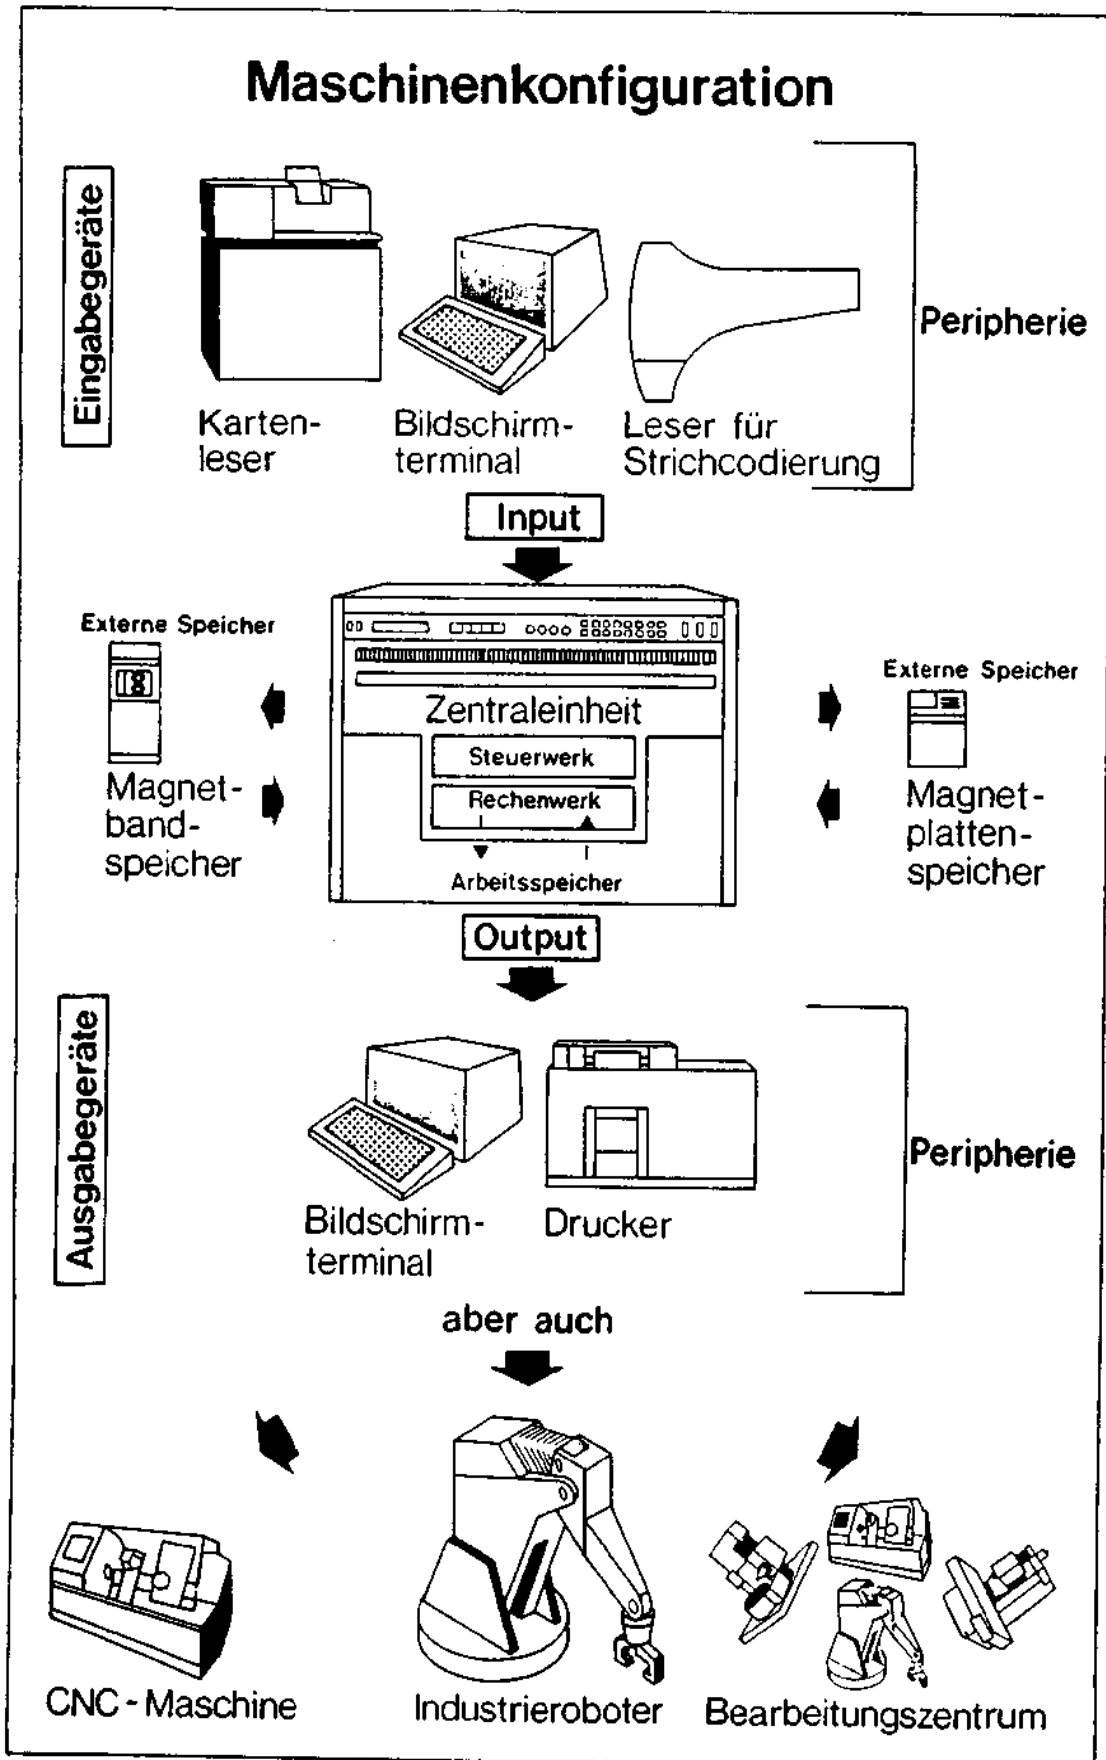 Maschinenkonfiguration
Eingabegeräte
Karten-
leser
Bildschirm-
terminal
Leser für
Strichcodierung
Peripherie
Input
Externe Speicher
Magnet-
band-
speicher
Zentraleinheit
Steuerwerk
Rechenwerk
Arbeitsspeicher
Externe Speicher
Magnet-
platten-
speicher
Output
Ausgabegeräte
Bildschirm-
terminal
Drucker
Peripherie
aber auch
CNC - Maschine
Industrieroboter
Bearbeitungszentrum